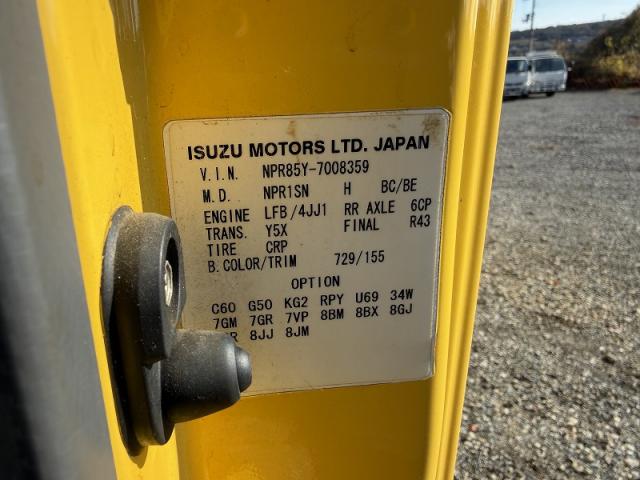 ISUZU MOTORS LTD. JAPAN
V.I.N. NPR85Y-7008359
M.D. NPR1SN H BC/BE
ENGINE LFB/4JJ1 RR AXLE 6CP
TRANS. Y5X FINAL R43
TIRE CRP
B.COLOR/TRIM 729/155
OPTION
C60 G50 KG2 RPY U69 34W
7GM 7GR 7VP 8BM 8BX 8GJ
8JJ 8JM